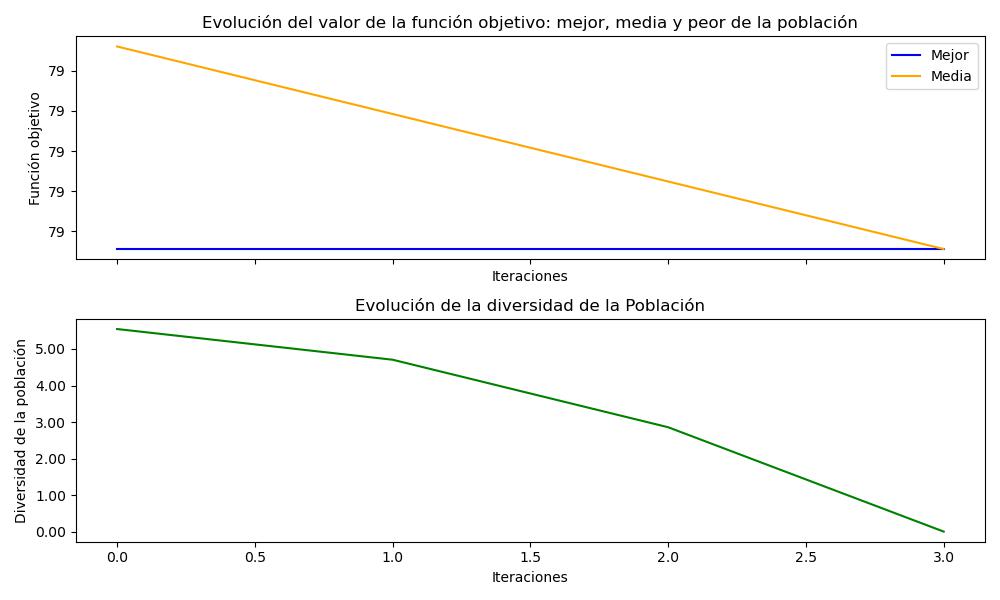 Evolución del valor de la función objetivo: mejor, media y peor de la población
Mejor
Media
79
79
79
79
79
Función objetivo
Iteraciones
Evolución de la diversidad de la Población
5.00
4.00
3.00
2.00
1.00
0.00
Diversidad de la población
0.0 0.5 1.0 1.5 2.0 2.5 3.0
Iteraciones